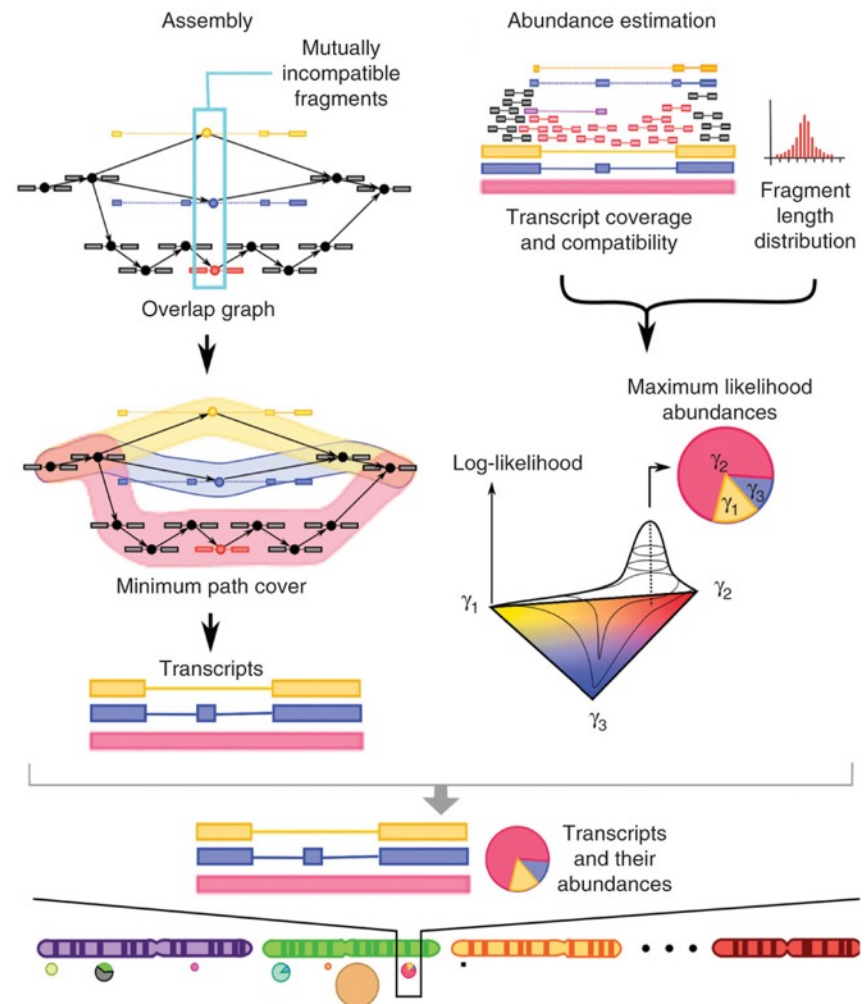 Assembly
Mutually
incompatible
fragments
Overlap graph
Minimum path cover
Transcripts
Abundance estimation
Transcript coverage
and compatibility
Fragment
length
distribution
Maximum likelihood
abundances
Log-likelihood
γ2
γ3
γ1
γ1
γ2
γ3
Transcripts
and their
abundances